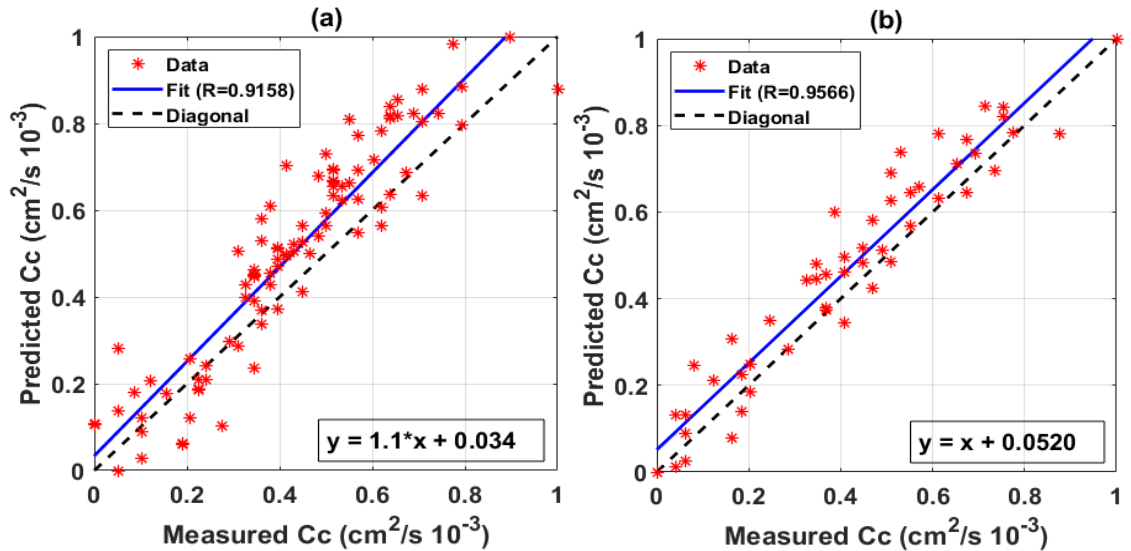 (a)
Predicted Cc (cm²/s 10⁻³)
1
0.8
0.6
0.4
0.2
0
Data
Fit (R=0.9158)
Diagonal
y = 1.1*x + 0.034
0 0.2 0.4 0.6 0.8 1
Measured Cc (cm²/s 10⁻³)
(b)
Predicted Cc (cm²/s 10⁻³)
1
0.8
0.6
0.4
0.2
0
Data
Fit (R=0.9566)
Diagonal
y = x + 0.0520
0 0.2 0.4 0.6 0.8 1
Measured Cc (cm²/s 10⁻³)